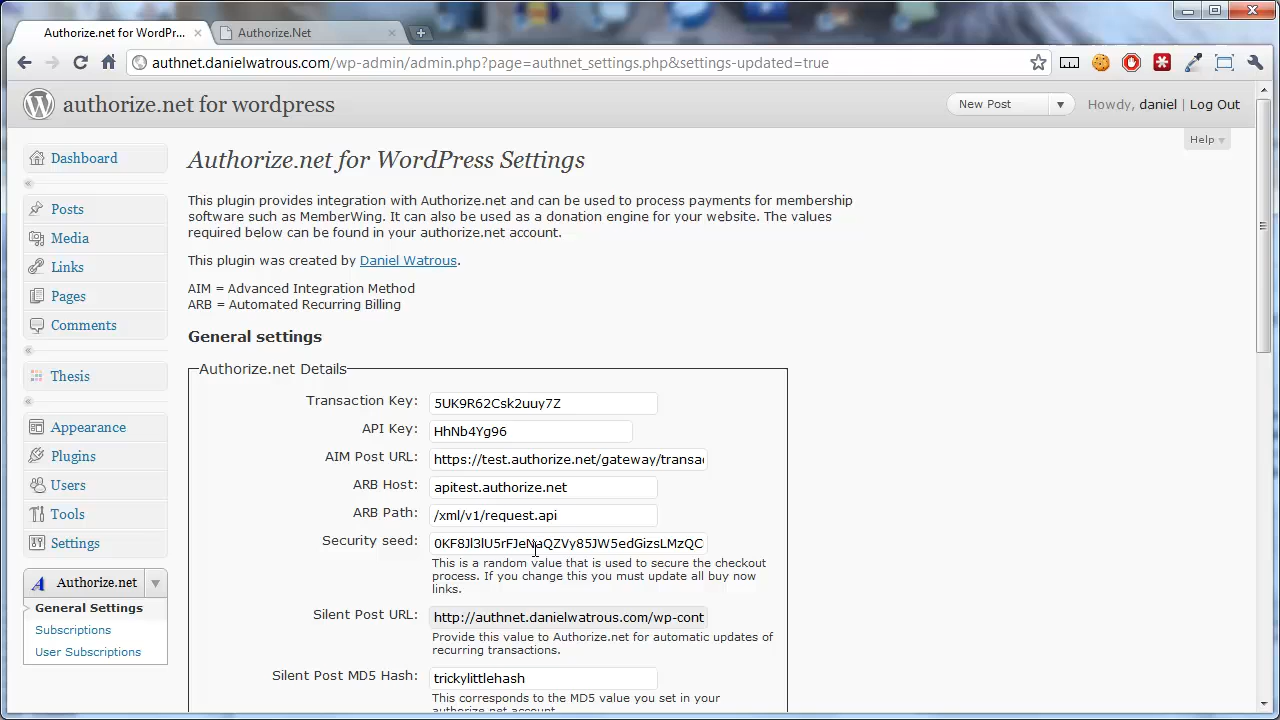 Authorize.net for WordPr...
Authorize.Net
authnet.danielwatrous.com/wp-admin/admin.php?page=authnet_settings.php&settings-updated=true
authorize.net for wordpress
New Post
Howdy, daniel | Log Out
Help
Dashboard
Posts
Media
Links
Pages
Comments
Thesis
Appearance
Plugins
Users
Tools
Settings
Authorize.net
General Settings
Subscriptions
User Subscriptions
Authorize.net for WordPress Settings
This plugin provides integration with Authorize.net and can be used to process payments for membership
software such as MemberWing. It can also be used as a donation engine for your website. The values
required below can be found in your authorize.net account.
This plugin was created by Daniel Watrous.
AIM = Advanced Integration Method
ARB = Automated Recurring Billing
General settings
Authorize.net Details
Transaction Key: 5UK9R62Csk2uuy7Z
API Key: HhNb4Yg96
AIM Post URL: https://test.authorize.net/gateway/transac
ARB Host: apitest.authorize.net
ARB Path: /xml/v1/request.api
Security seed:
This is a random value that is used to secure the checkout
process. If you change this you must update all buy now
links.
Silent Post URL: http://authnet.danielwatrous.com/wp-cont
Provide this value to Authorize.net for automatic updates of
recurring transactions.
Silent Post MD5 Hash: trickylittlehash
This corresponds to the MD5 value you set in your
authorize.net account